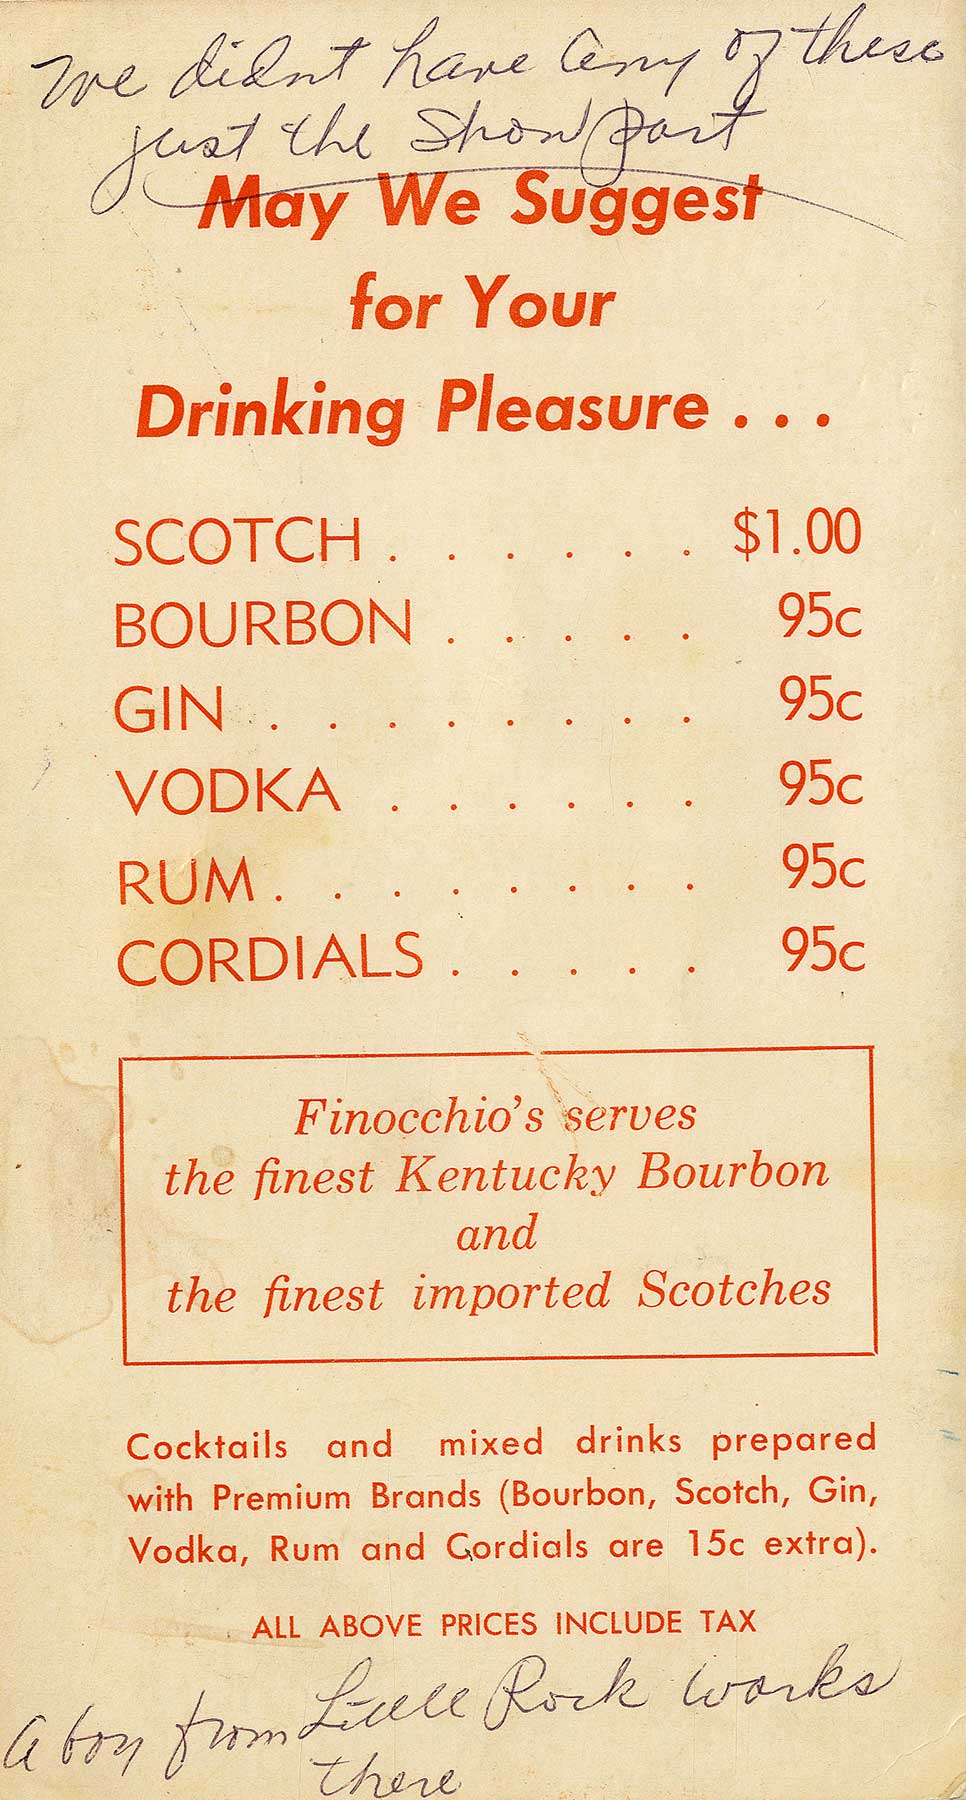 We didnt have any of these
just the Show part
May We Suggest
for Your
Drinking Pleasure . . .
SCOTCH . . . . . . $1.00
BOURBON . . . . . 95c
GIN . . . . . . . . 95c
VODKA . . . . . . 95c
RUM . . . . . . . . 95c
CORDIALS . . . . . 95c
Finocchio's serves
the finest Kentucky Bourbon
and
the finest imported Scotches
Cocktails and mixed drinks prepared
with Premium Brands (Bourbon, Scotch, Gin,
Vodka, Rum and Cordials are 15c extra).
ALL ABOVE PRICES INCLUDE TAX
A boy from Little Rock works
there